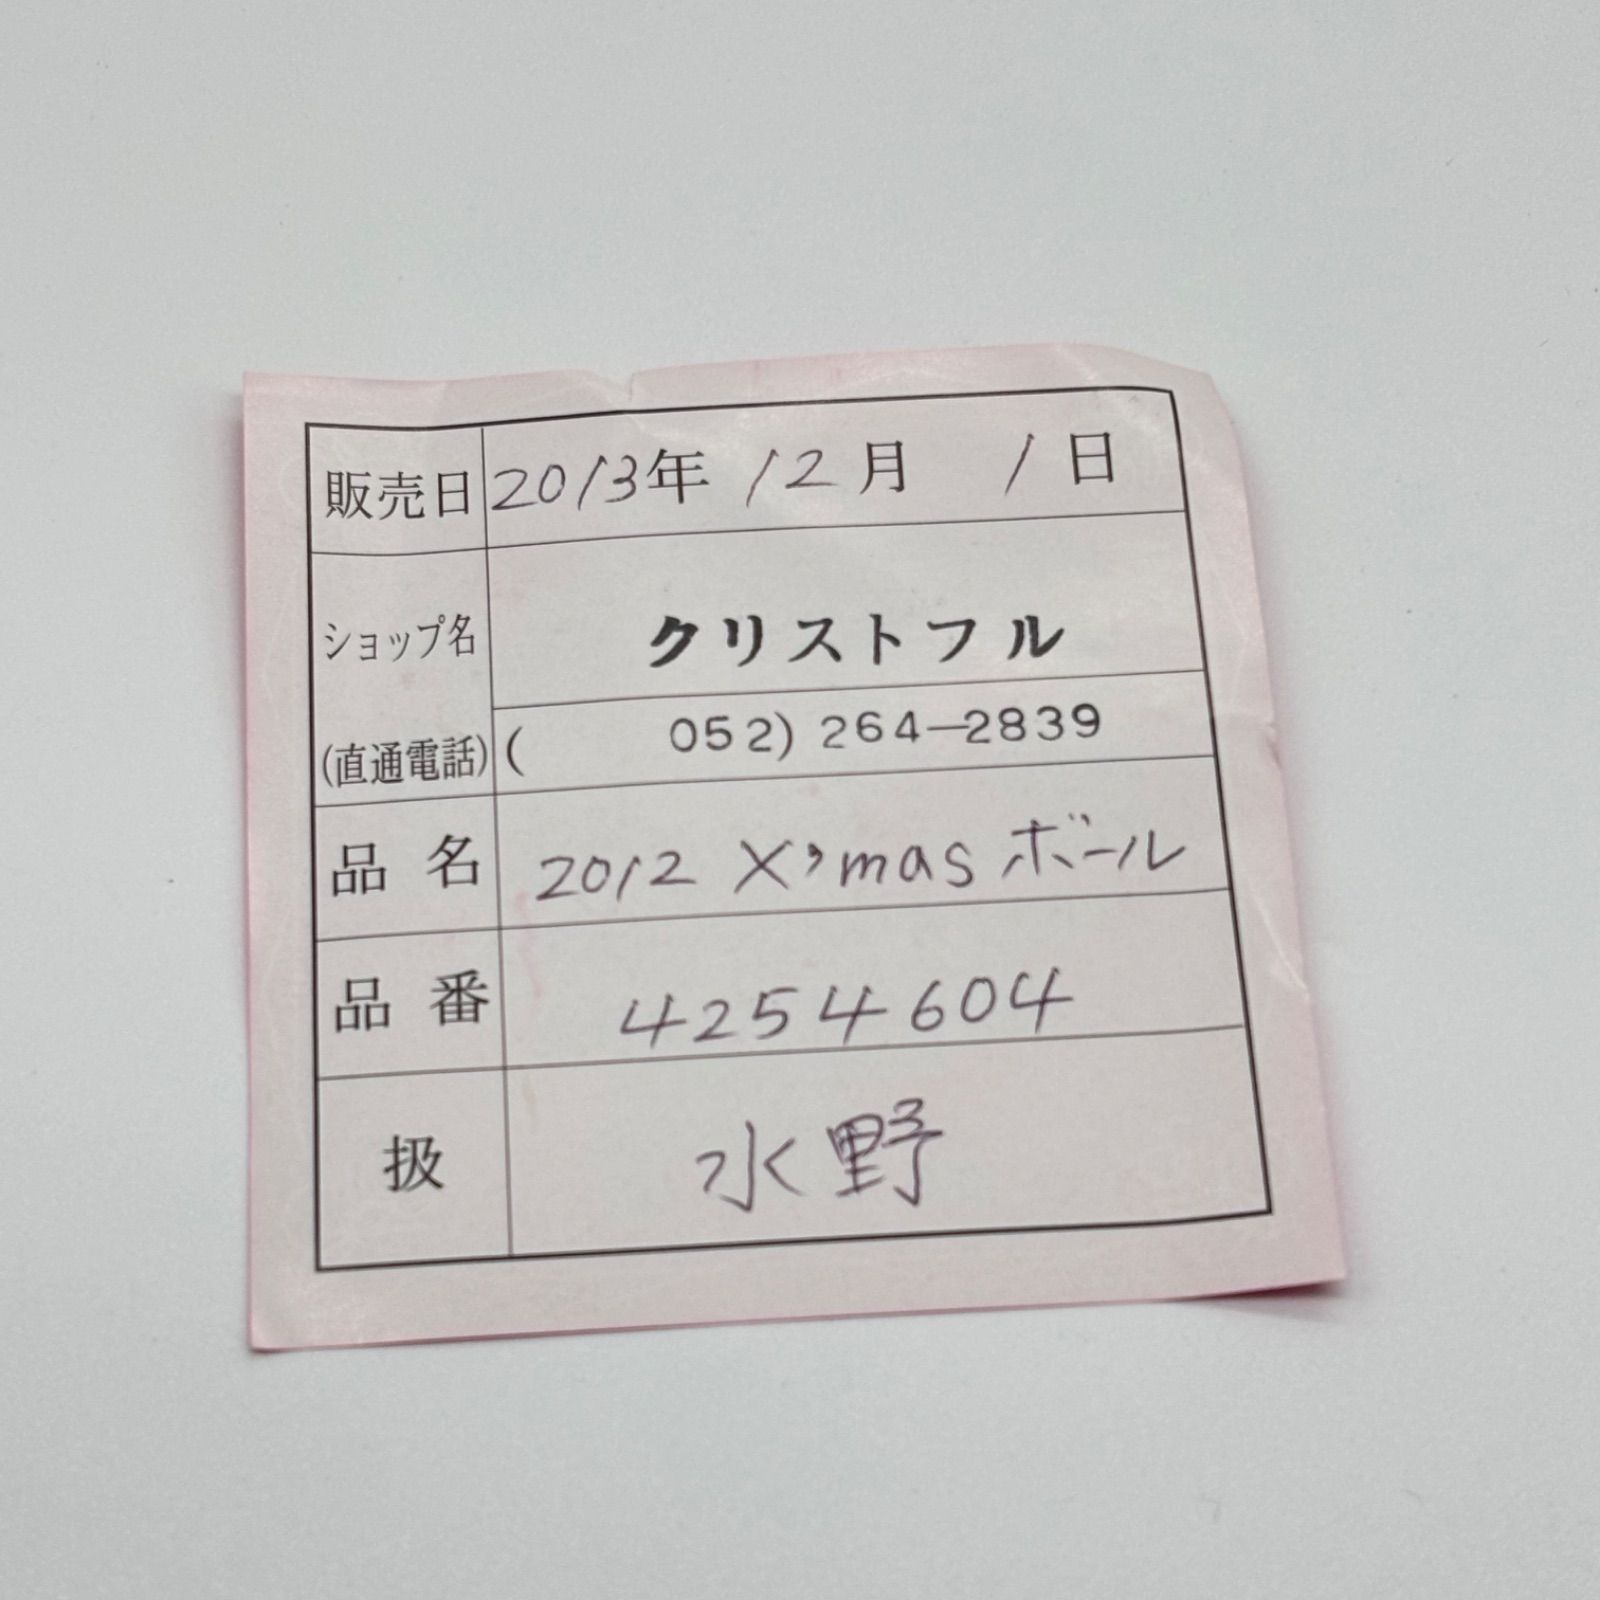 販売日 2013年 12月 1日
ショップ名 クリストフル
(直通電話) ( 052) 264-2839
品名 2012 X'mas ボール
品番 4254604
扱 水野